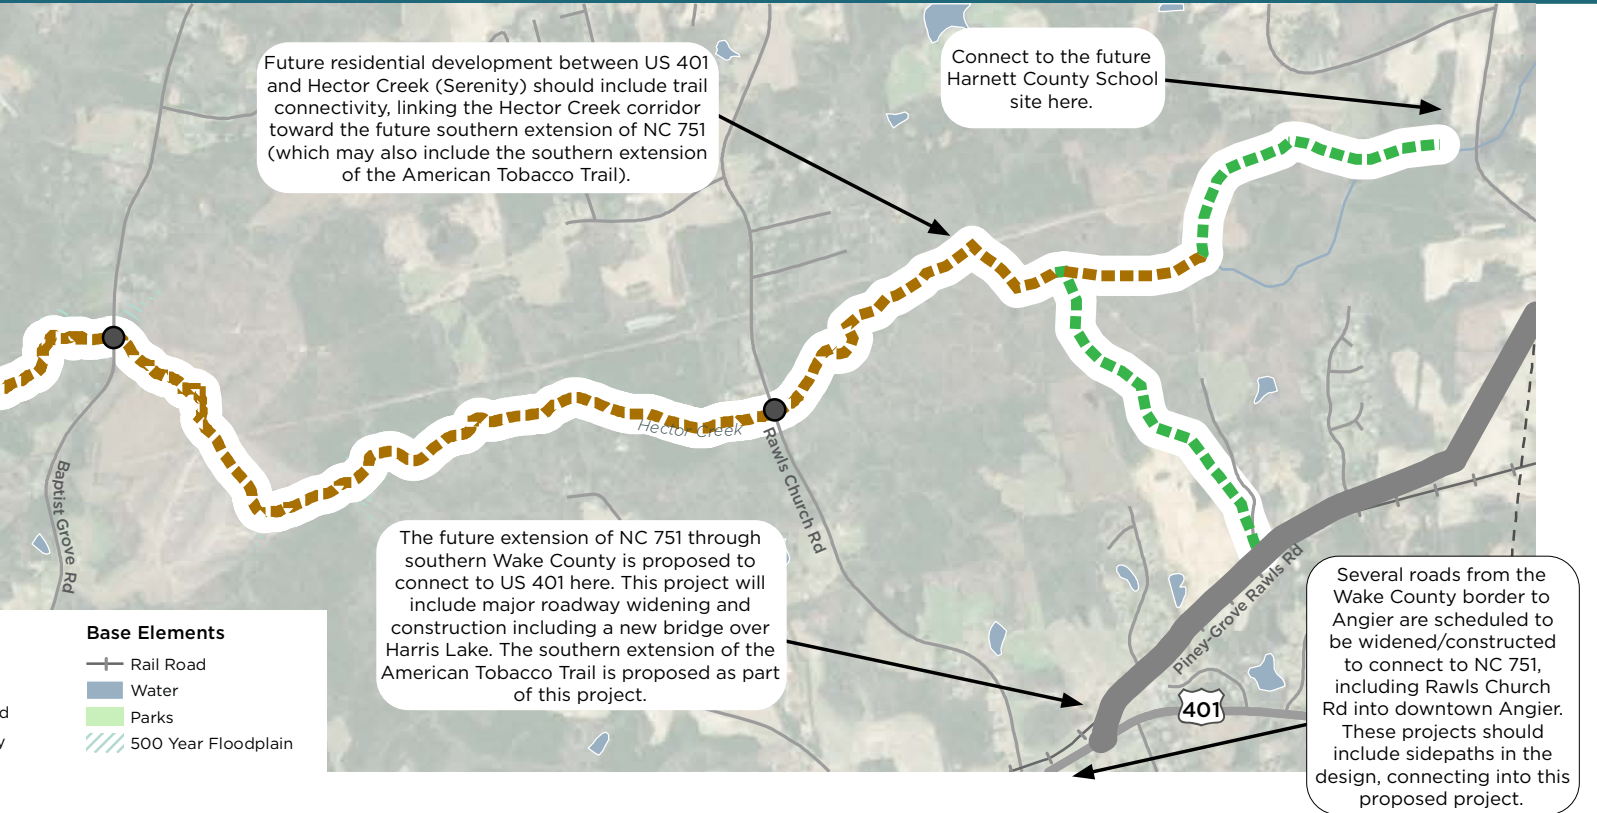 Future residential development between US 401
and Hector Creek (Serenity) should include trail
connectivity, linking the Hector Creek corridor
toward the future southern extension of NC 751
(which may also include the southern extension
of the American Tobacco Trail).
Connect to the future
Harnett County School
site here.
Hector Creek
Rawls Church Rd
Baptist Grove Rd
The future extension of NC 751 through
southern Wake County is proposed to
connect to US 401 here. This project will
include major roadway widening and
construction including a new bridge over
Harris Lake. The southern extension of the
American Tobacco Trail is proposed as part
of this project.
Piney-Grove Rawls Rd
401
Several roads from the
Wake County border to
Angier are scheduled to
be widened/constructed
to connect to NC 751,
including Rawls Church
Rd into downtown Angier.
These projects should
include sidepaths in the
design, connecting into this
proposed project.
Base Elements
Rail Road
Water
Parks
500 Year Floodplain
d
y